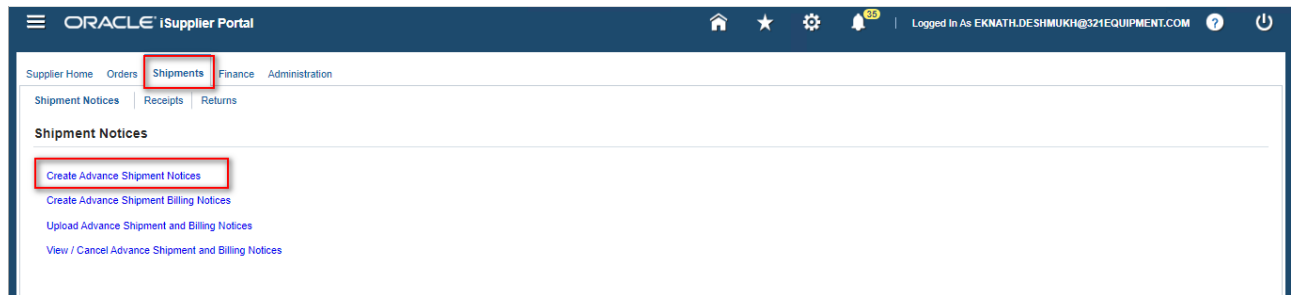 ORACLE iSupplier Portal 35 Logged In As EKNATH.DESHMUKH@321EQUIPMENT.COM ?
Supplier Home Orders Shipments Finance Administration
Shipment Notices Receipts Returns
Shipment Notices
Create Advance Shipment Notices
Create Advance Shipment Billing Notices
Upload Advance Shipment and Billing Notices
View / Cancel Advance Shipment and Billing Notices